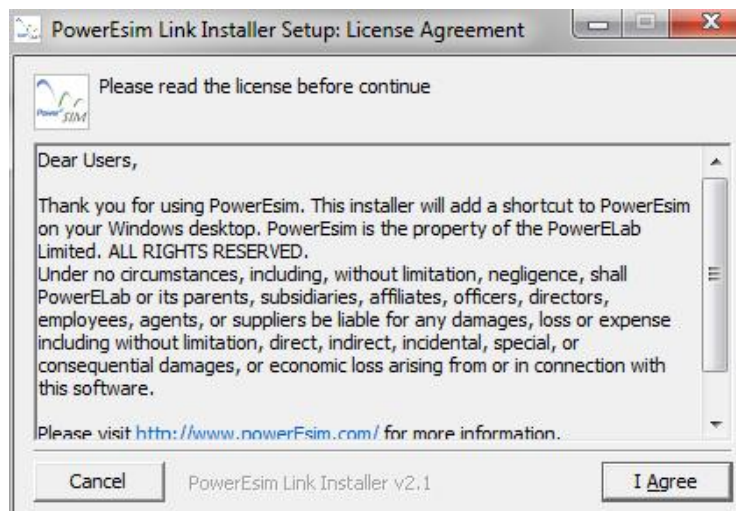 PowerEsim Link Installer Setup: License Agreement
Please read the license before continue
Power SIM
Dear Users,
Thank you for using PowerEsim. This installer will add a shortcut to PowerEsim
on your Windows desktop. PowerEsim is the property of the PowerELab
Limited. ALL RIGHTS RESERVED.
Under no circumstances, including, without limitation, negligence, shall
PowerELab or its parents, subsidiaries, affiliates, officers, directors,
employees, agents, or suppliers be liable for any damages, loss or expense
including without limitation, direct, indirect, incidental, special, or
consequential damages, or economic loss arising from or in connection with
this software.
Please visit http://www.powerEsim.com/ for more information.
Cancel
PowerEsim Link Installer v2.1
I Agree